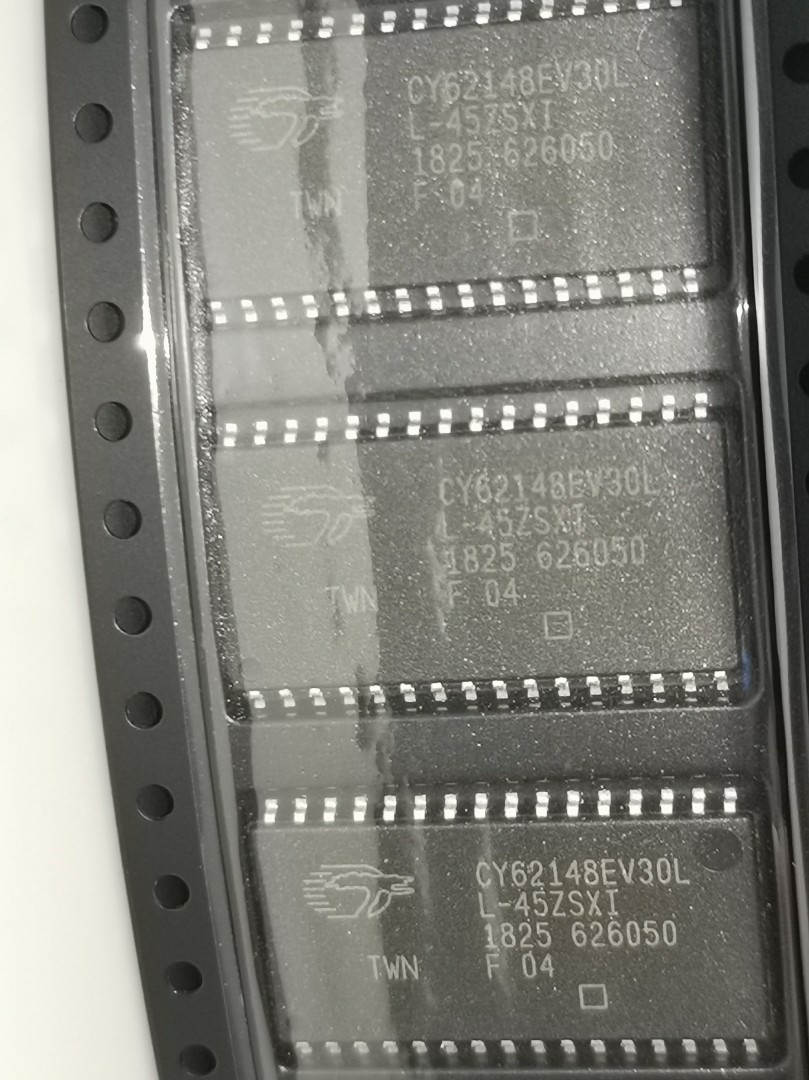 CY62148EV30L
L-45ZSXI
1825 626050
F 04
TWN
CY62148EV30L
L-45ZSXI
1825 626050
F 04
TWN
CY62148EV30L
L-45ZSXI
1825 626050
TWN F 04